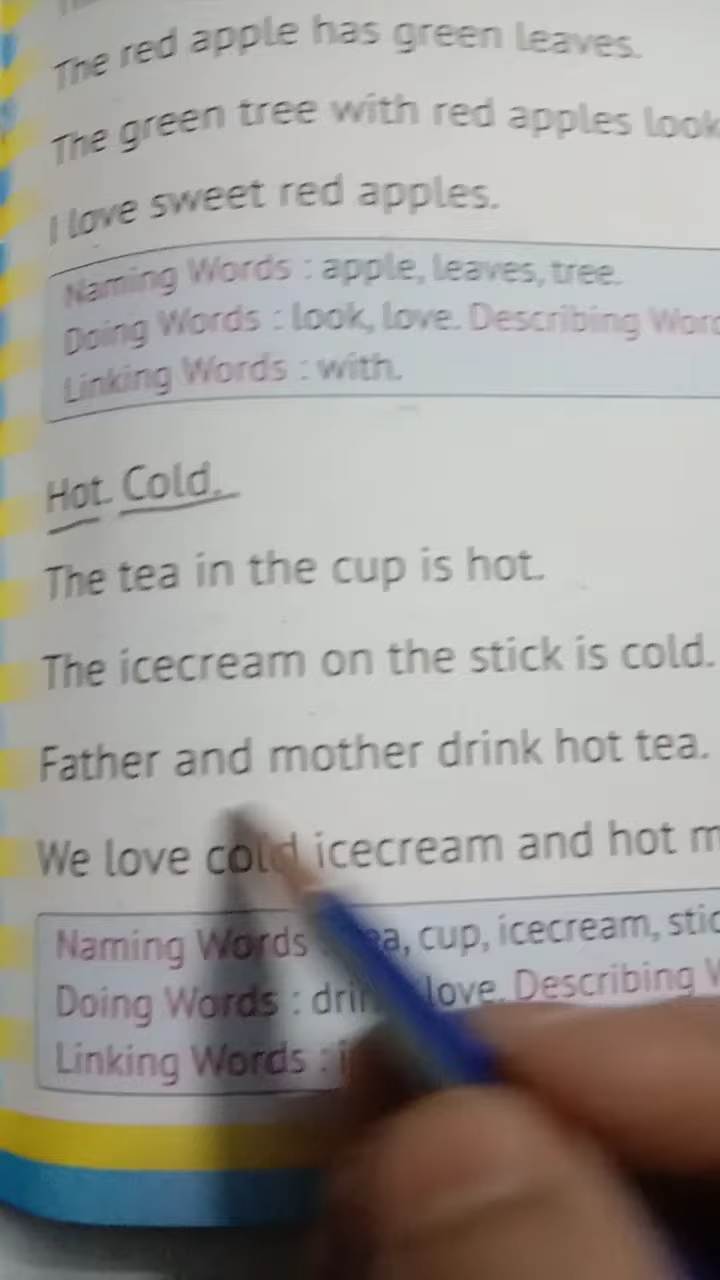 The red apple has green leaves.
The green tree with red apples look
I love sweet red apples.
Naming Words : apple, leaves, tree.
Doing Words : look, love. Describing Word
Linking Words : with.
Hot. Cold.
The tea in the cup is hot.
The icecream on the stick is cold.
Father and mother drink hot tea.
We love cold icecream and hot
Naming Words : cup, icecream,
Doing Words : love. Describing
Linking Words :